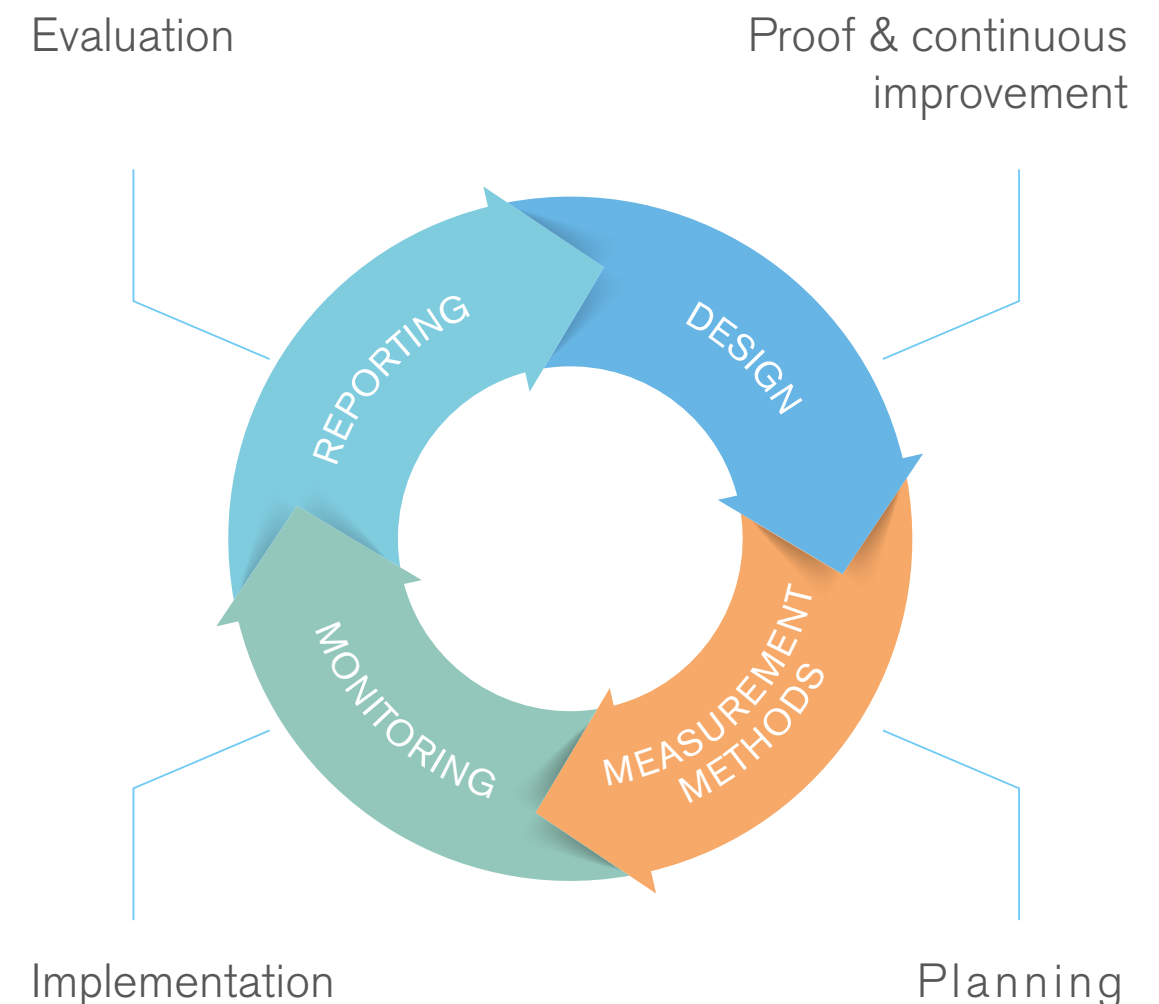 Evaluation
Proof & continuous
improvement
REPORTING
DESIGN
MEASUREMENT
METHODS
MONITORING
Implementation
Planning